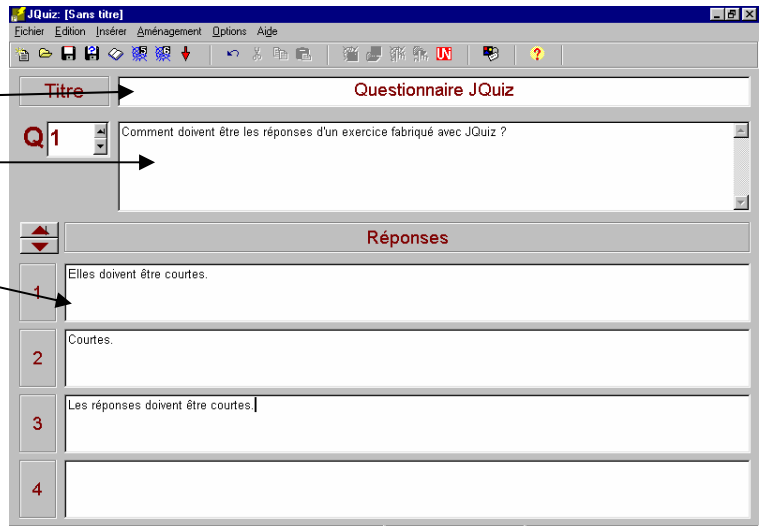 JQuiz: [Sans titre]
Fichier Edition Insérer Aménagement Options Aide
Titre Questionnaire JQuiz
Q 1 Comment doivent être les réponses d'un exercice fabriqué avec JQuiz ?
Réponses
1 Elles doivent être courtes.
2 Courtes.
3 Les réponses doivent être courtes.
4